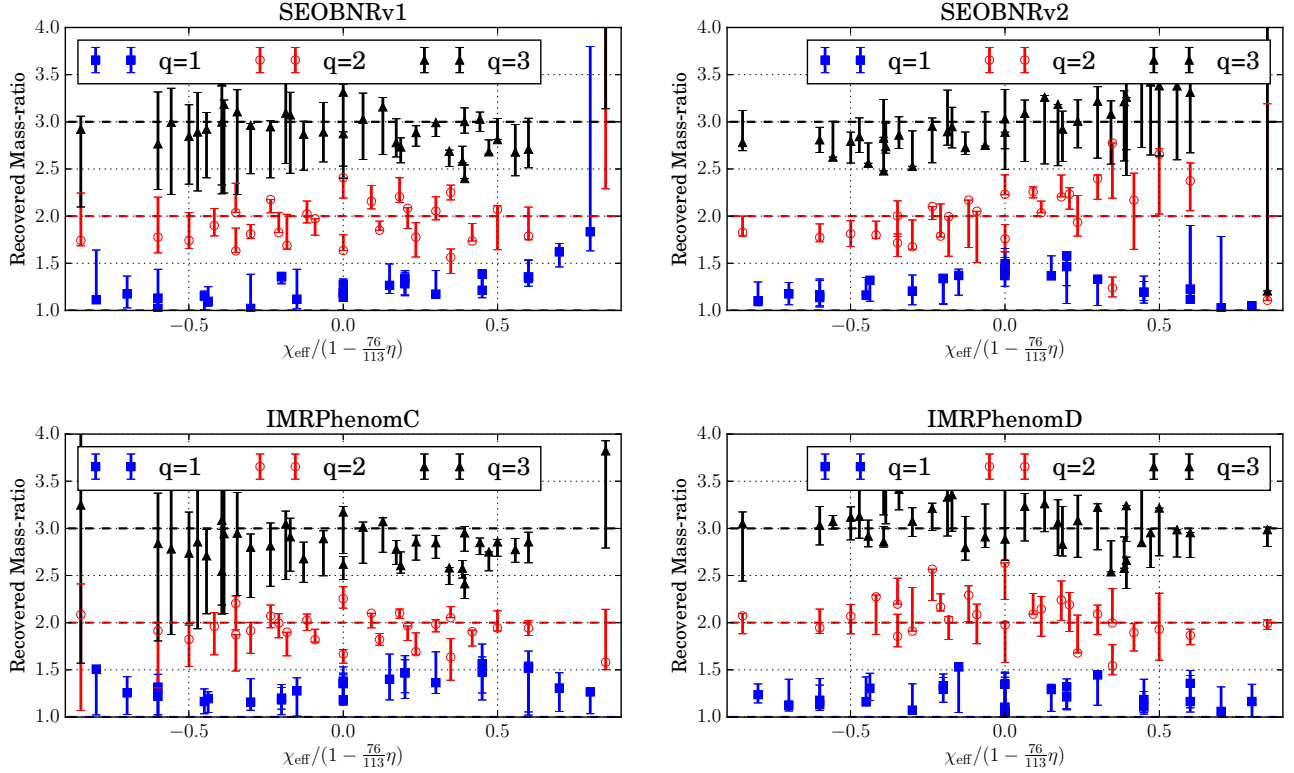 SEOBNRv1
Recovered Mass-ratio
4.0
3.5
3.0
2.5
2.0
1.5
1.0
q=1 q=2 q=3
−0.5 0.0 0.5
χeff/(1 − 76/113 η)
SEOBNRv2
Recovered Mass-ratio
4.0
3.5
3.0
2.5
2.0
1.5
1.0
q=1 q=2 q=3
−0.5 0.0 0.5
χeff/(1 − 76/113 η)
IMRPhenomC
Recovered Mass-ratio
4.0
3.5
3.0
2.5
2.0
1.5
1.0
q=1 q=2 q=3
−0.5 0.0 0.5
χeff/(1 − 76/113 η)
IMRPhenomD
Recovered Mass-ratio
4.0
3.5
3.0
2.5
2.0
1.5
1.0
q=1 q=2 q=3
−0.5 0.0 0.5
χeff/(1 − 76/113 η)